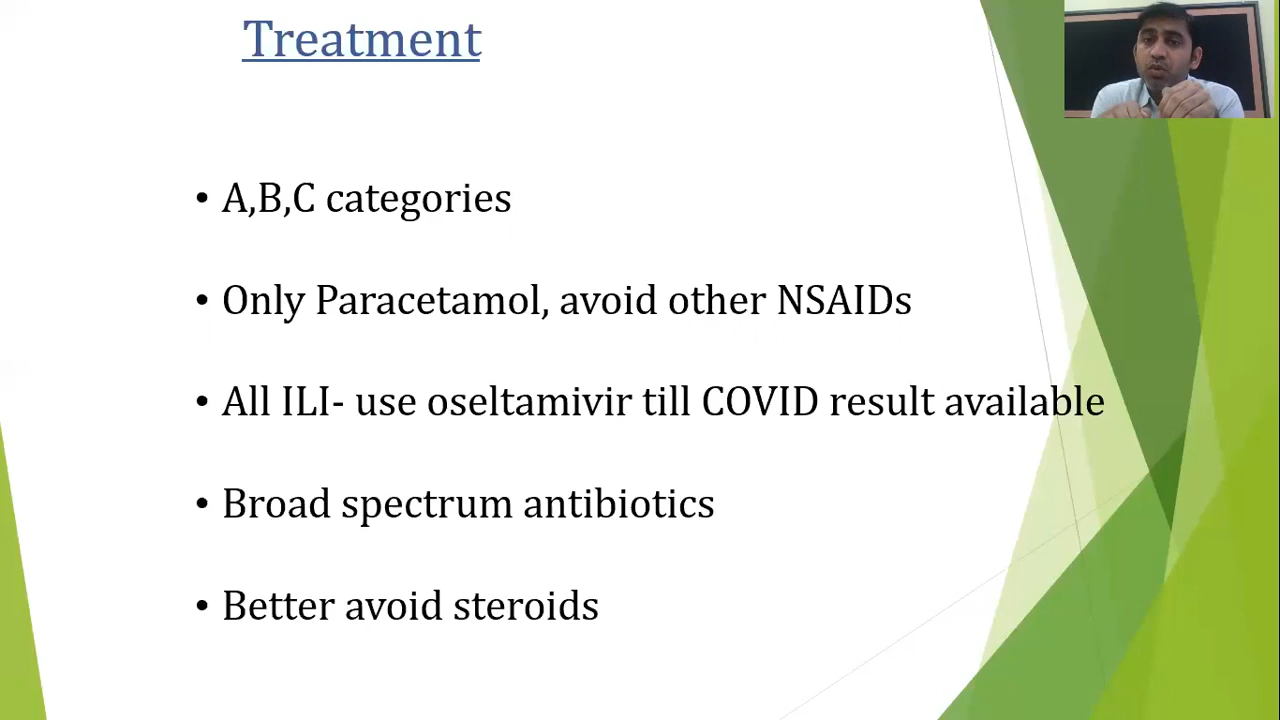 Treatment
• A,B,C categories
• Only Paracetamol, avoid other NSAIDs
• All ILI- use oseltamivir till COVID result available
• Broad spectrum antibiotics
• Better avoid steroids